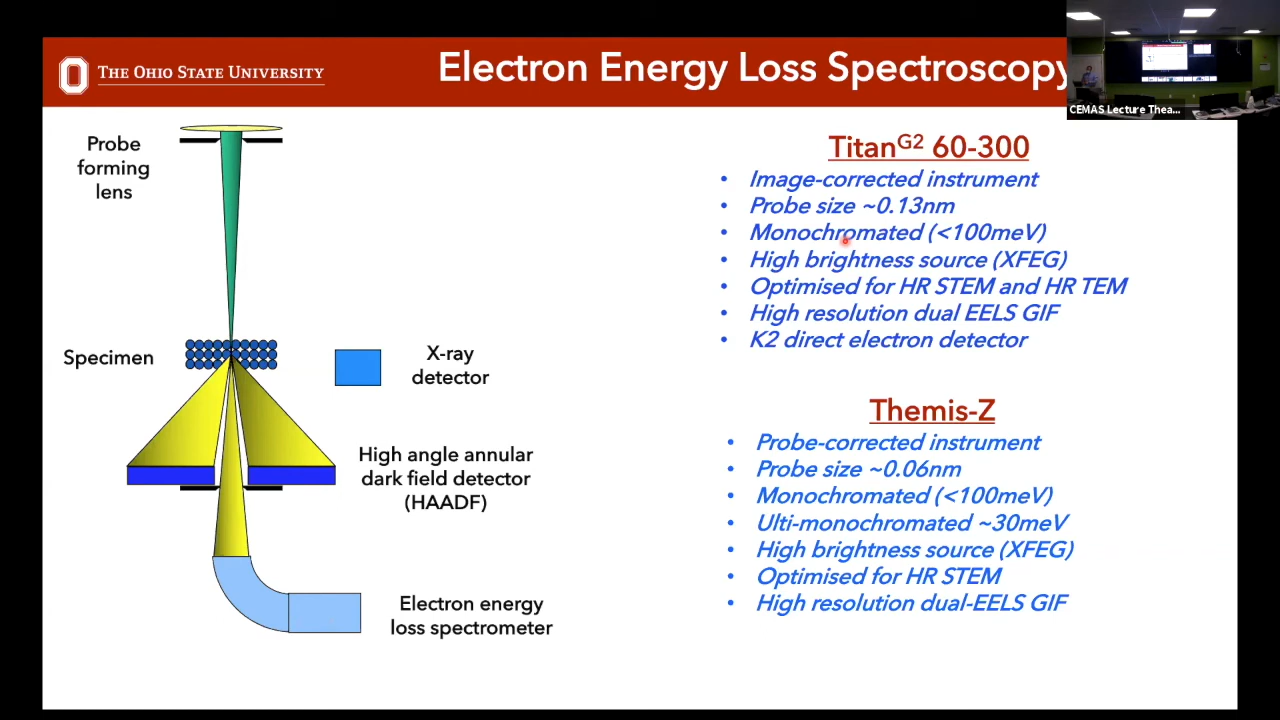 THE OHIO STATE UNIVERSITY
Electron Energy Loss Spectroscopy
CEMAS Lecture Thea...
Probe
forming
lens
Specimen
X-ray
detector
High angle annular
dark field detector
(HAADF)
Electron energy
loss spectrometer
TitanG2 60-300
• Image-corrected instrument
• Probe size ~0.13nm
• Monochromated (<100meV)
• High brightness source (XFEG)
• Optimised for HR STEM and HR TEM
• High resolution dual EELS GIF
• K2 direct electron detector
Themis-Z
• Probe-corrected instrument
• Probe size ~0.06nm
• Monochromated (<100meV)
• Ulti-monochromated ~30meV
• High brightness source (XFEG)
• Optimised for HR STEM
• High resolution dual-EELS GIF